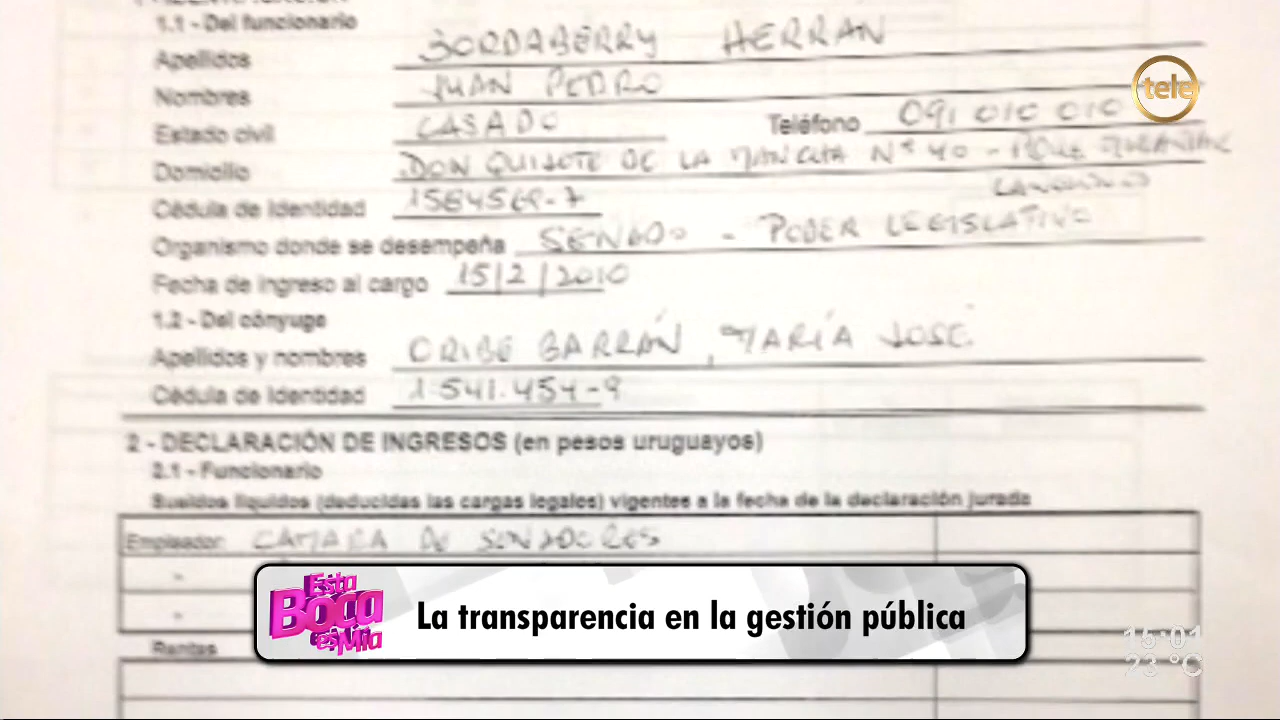 1.1 - Del funcionario
Apellidos BORDABERRY HERRAN
Nombres JUAN PEDRO
Estado civil CASADO Teléfono 091 010 010
Domicilio DON QUIJOTE DE LA MANCHA Nº 40 -
Cédula de Identidad
Organismo donde se desempeña SENADO - PODER LEGISLATIVO
Fecha de ingreso al cargo 15/2/2010
1.2 - Del cónyuge
Apellidos y nombres ORIBE BARRÁN, MARÍA JOSÉ
Cédula de Identidad 1.541.454-9
2 - DECLARACIÓN DE INGRESOS (en pesos uruguayos)
2.1 - Funcionario
Sueldos líquidos (deducidas las cargas legales) vigentes a la fecha de la declaración jurada
Empleador: CAMARA DE SENADORES
Rentas
tele
Esta Boca es Mía
La transparencia en la gestión pública
15:01
23 °C